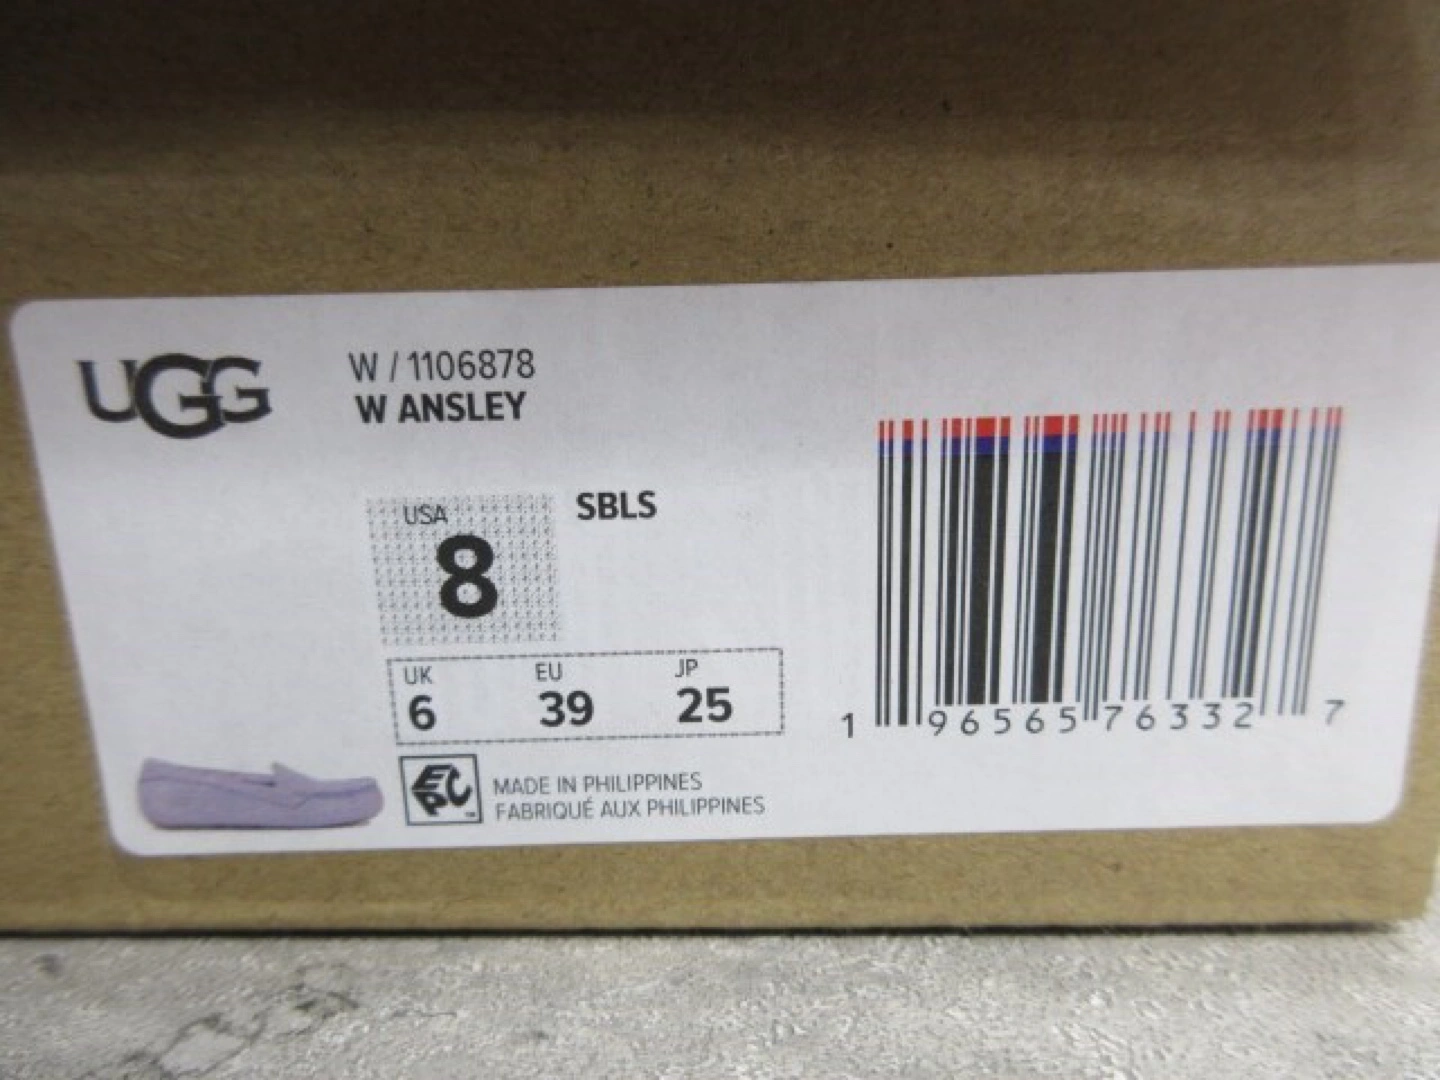 UGG
W / 1106878
W ANSLEY
USA
8
SBLS
UK EU JP
6 39 25
EPC
MADE IN PHILIPPINES
FABRIQUÉ AUX PHILIPPINES
1 96565 76332 7